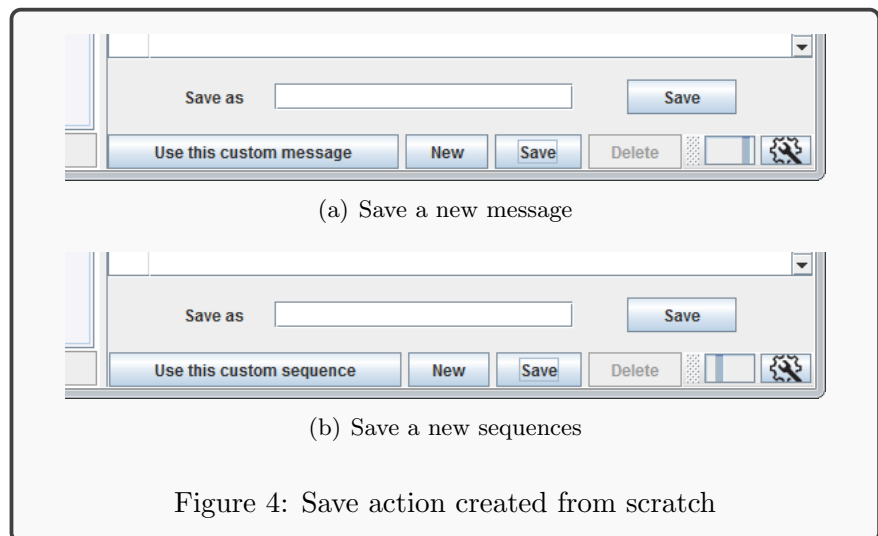 Save as Save
Use this custom message New Save Delete
(a) Save a new message
Save as Save
Use this custom sequence New Save Delete
(b) Save a new sequences
Figure 4: Save action created from scratch